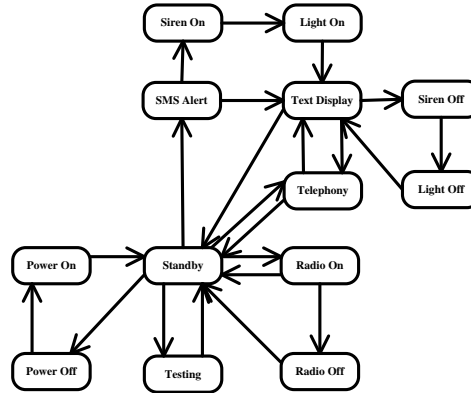 Siren On
Light On
SMS Alert
Text Display
Siren Off
Telephony
Light Off
Power On
Standby
Radio On
Power Off
Testing
Radio Off